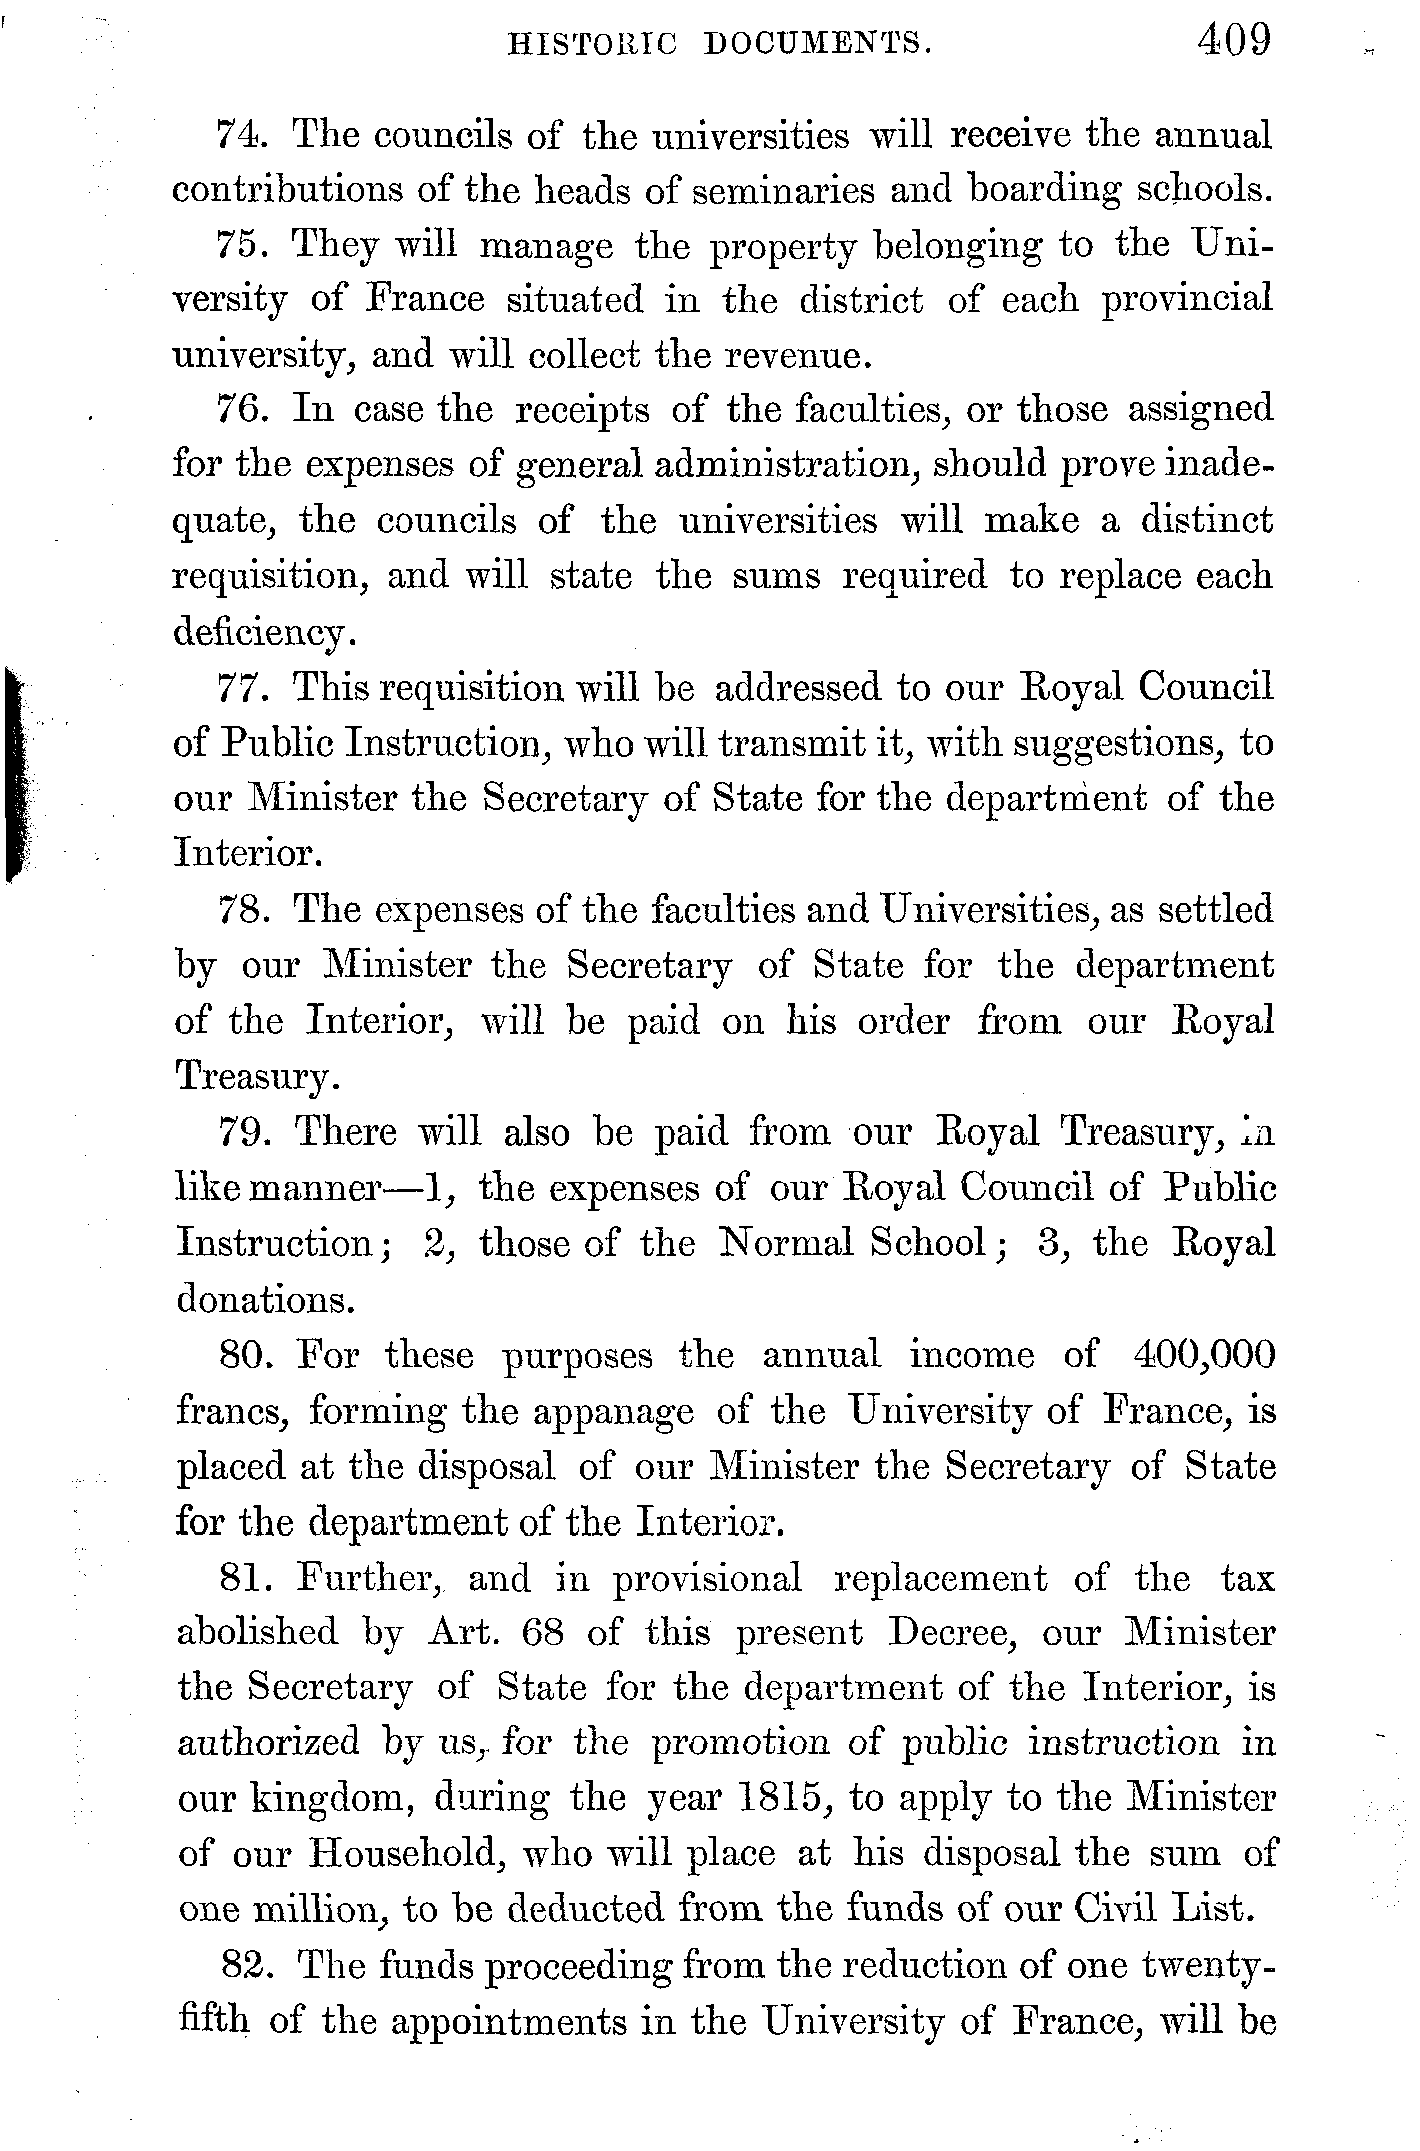 HISTORIC DOCUMENTS. 409
74. The councils of the universities will receive the annual
contributions of the heads of seminaries and boarding schools.
75. They will manage the property belonging to the Uni-
versity of France situated in the district of each provincial
university, and will collect the revenue.
76. In case the receipts of the faculties, or those assigned
for the expenses of general administration, should prove inade-
quate, the councils of the universities will make a distinct
requisition, and will state the sums required to replace each
deficiency.
77. This requisition will be addressed to our Royal Council
of Public Instruction, who will transmit it, with suggestions, to
our Minister the Secretary of State for the department of the
Interior.
78. The expenses of the faculties and Universities, as settled
by our Minister the Secretary of State for the department
of the Interior, will be paid on his order from our Royal
Treasury.
79. There will also be paid from our Royal Treasury, in
like manner—1, the expenses of our Royal Council of Public
Instruction; 2, those of the Normal School; 3, the Royal
donations.
80. For these purposes the annual income of 400,000
francs, forming the appanage of the University of France, is
placed at the disposal of our Minister the Secretary of State
for the department of the Interior.
81. Further, and in provisional replacement of the tax
abolished by Art. 68 of this present Decree, our Minister
the Secretary of State for the department of the Interior, is
authorized by us, for the promotion of public instruction in
our kingdom, during the year 1815, to apply to the Minister
of our Household, who will place at his disposal the sum of
one million, to be deducted from the funds of our Civil List.
82. The funds proceeding from the reduction of one twenty-
fifth of the appointments in the University of France, will be